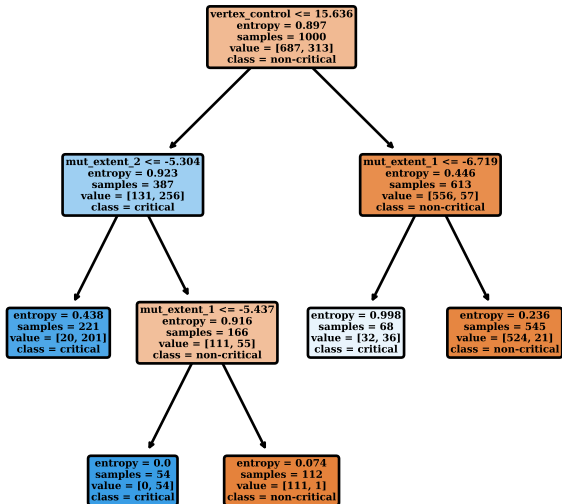 vertex_control <= 15.636
entropy = 0.897
samples = 1000
value = [687, 313]
class = non-critical
mut_extent_2 <= -5.304
entropy = 0.923
samples = 387
value = [131, 256]
class = critical
mut_extent_1 <= -6.719
entropy = 0.446
samples = 613
value = [556, 57]
class = non-critical
entropy = 0.438
samples = 221
value = [20, 201]
class = critical
mut_extent_1 <= -5.437
entropy = 0.916
samples = 166
value = [111, 55]
class = non-critical
entropy = 0.998
samples = 68
value = [32, 36]
class = critical
entropy = 0.236
samples = 545
value = [524, 21]
class = non-critical
entropy = 0.0
samples = 54
value = [0, 54]
class = critical
entropy = 0.074
samples = 112
value = [111, 1]
class = non-critical